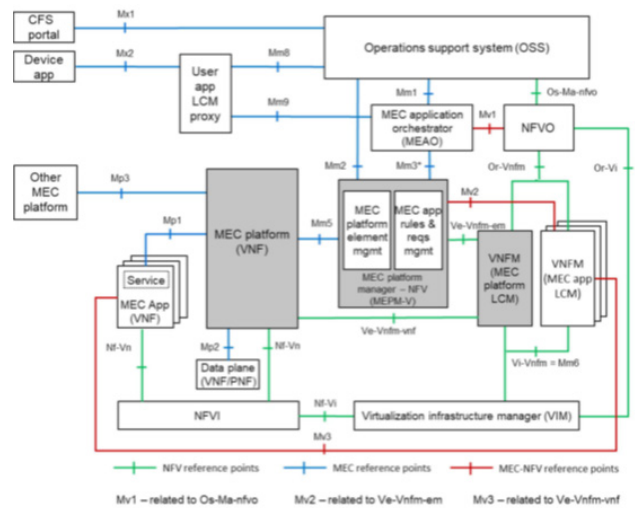 CFS
portal
Mx1
Operations support system (OSS)
Device
app
Mx2
User
app
LCM
proxy
Mm8
Mm1
Os-Ma-nfvo
Mm9
MEC application
orchestrator
(MEAO)
Mv1
NFVO
Mm2
Mm3*
Or-Vnfm
Or-Vi
Other
MEC
platform
Mp3
MEC platform
(VNF)
Mm5
MEC
platform
element
mgmt
MEC app
rules &
reqs
mgmt
MEC platform
manager – NFV
(MEPM-V)
Mv2
Ve-Vnfm-em
VNFM
(MEC
platform
LCM)
VNFM
(MEC app
LCM)
Mp1
Service
MEC App
(VNF)
Ve-Vnfm-vnf
Nf-Vn
Mp2
Nf-Vn
Data plane
(VNF/PNF)
Vi-Vnfm = Mm6
NFVI
Nf-Vi
Virtualization infrastructure manager (VIM)
Mv3
NFV reference points
MEC reference points
MEC-NFV reference points
Mv1 – related to Os-Ma-nfvo
Mv2 – related to Ve-Vnfm-em
Mv3 – related to Ve-Vnfm-vnf